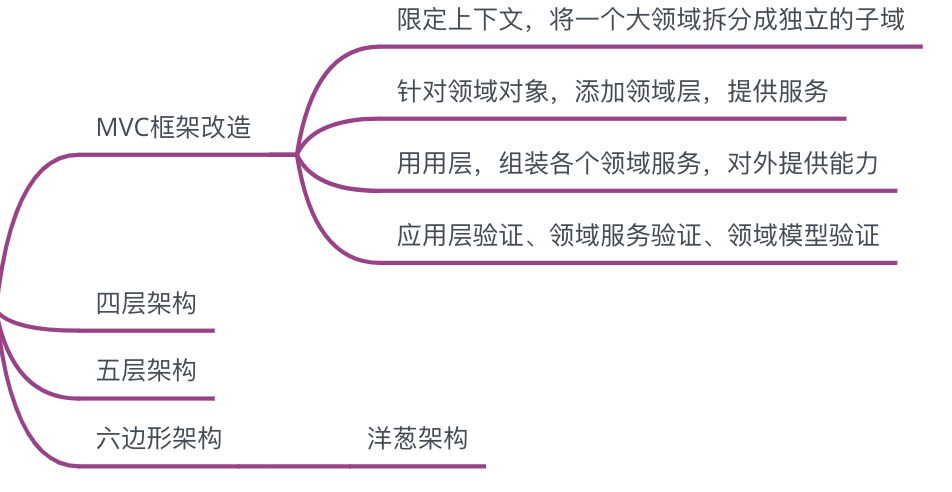 限定上下文，将一个大领域拆分成独立的子域
针对领域对象，添加领域层，提供服务
MVC框架改造
用用层，组装各个领域服务，对外提供能力
应用层验证、领域服务验证、领域模型验证
四层架构
五层架构
六边形架构
洋葱架构